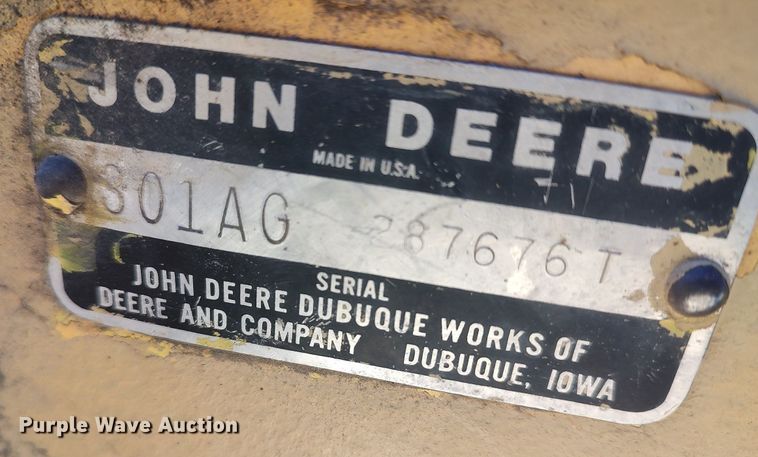 JOHN DEERE
MADE IN U.S.A.
301AG 287676 T
SERIAL
JOHN DEERE DUBUQUE WORKS OF
DEERE AND COMPANY DUBUQUE, IOWA
Purple Wave Auction